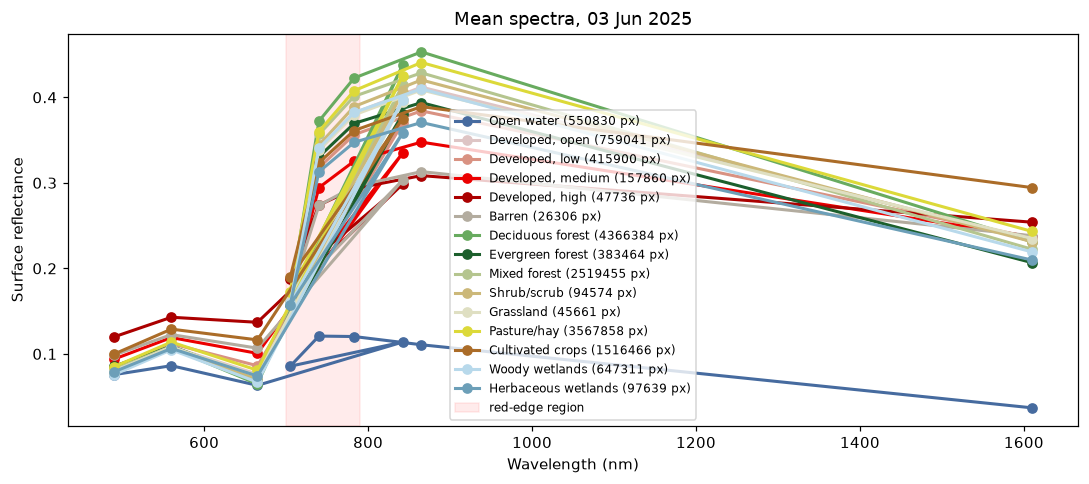 Mean spectra, 03 Jun 2025
Surface reflectance
0.4
0.3
0.2
0.1
Open water (550830 px)
Developed, open (759041 px)
Developed, low (415900 px)
Developed, medium (157860 px)
Developed, high (47736 px)
Barren (26306 px)
Deciduous forest (4366384 px)
Evergreen forest (383464 px)
Mixed forest (2519455 px)
Shrub/scrub (94574 px)
Grassland (45661 px)
Pasture/hay (3567858 px)
Cultivated crops (1516466 px)
Woody wetlands (647311 px)
Herbaceous wetlands (97639 px)
red-edge region
600 800 1000 1200 1400 1600
Wavelength (nm)